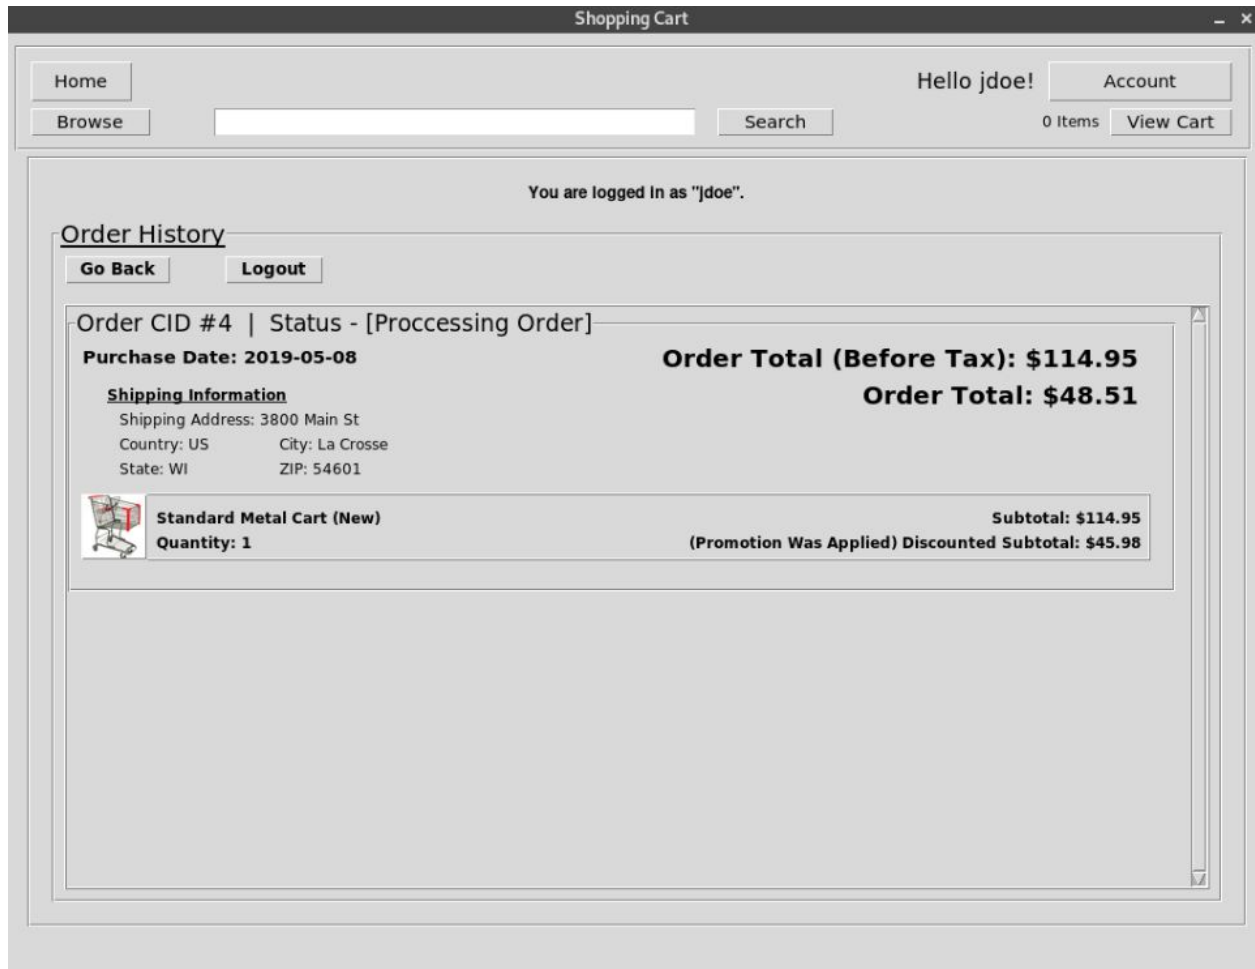 Shopping Cart
Home
Hello jdoe!
Account
Browse
Search
0 Items
View Cart
You are logged in as "jdoe".
Order History
Go Back
Logout
Order CID #4 | Status - [Proccessing Order]
Purchase Date: 2019-05-08
Order Total (Before Tax): $114.95
Order Total: $48.51
Shipping Information
Shipping Address: 3800 Main St
Country: US City: La Crosse
State: WI ZIP: 54601
Standard Metal Cart (New)
Subtotal: $114.95
Quantity: 1
(Promotion Was Applied) Discounted Subtotal: $45.98